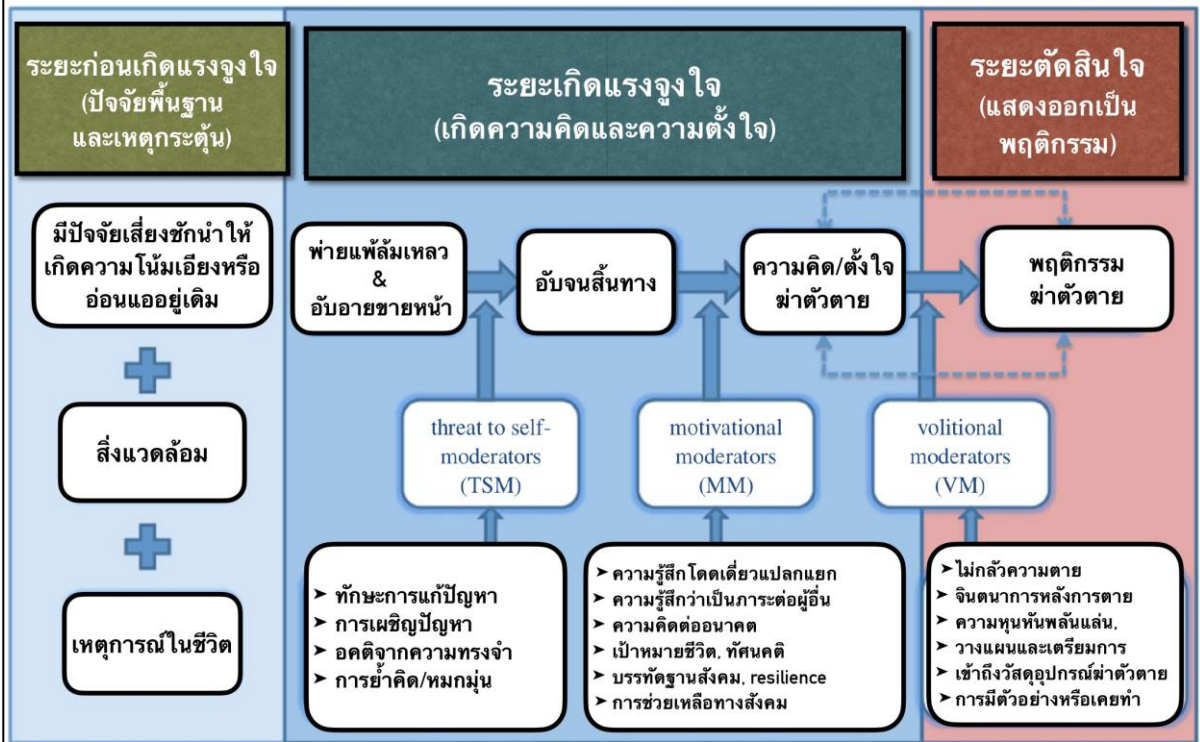 ระยะก่อนเกิดแรงจูงใจ
(ปัจจัยพื้นฐาน
และเหตุกระตุ้น)
ระยะเกิดแรงจูงใจ
(เกิดความคิดและความตั้งใจ)
ระยะตัดสินใจ
(แสดงออกเป็น
พฤติกรรม)
มีปัจจัยเสี่ยงชักนำให้
เกิดความโน้มเอียงหรือ
อ่อนแออยู่เดิม
สิ่งแวดล้อม
เหตุการณ์ในชีวิต
พ่ายแพ้ล้มเหลว
&
อับอายขายหน้า
อับจนสิ้นทาง
ความคิด/ตั้งใจ
ฆ่าตัวตาย
พฤติกรรม
ฆ่าตัวตาย
threat to self-
moderators
(TSM)
motivational
moderators
(MM)
volitional
moderators
(VM)
➤ ทักษะการแก้ปัญหา
➤ การเผชิญปัญหา
➤ อคติจากความทรงจำ
➤ การย้ำคิด/หมกมุ่น
➤ ความรู้สึกโดดเดี่ยวแปลกแยก
➤ ความรู้สึกว่าเป็นภาระต่อผู้อื่น
➤ ความคิดต่ออนาคต
➤ เป้าหมายชีวิต, ทัศนคติ
➤ บรรทัดฐานสังคม, resilience
➤ การช่วยเหลือทางสังคม
➤ ไม่กลัวความตาย
➤ จินตนาการหลังการตาย
➤ ความหุนหันพลันแล่น,
➤ วางแผนและเตรียมการ
➤ เข้าถึงวัสดุอุปกรณ์ฆ่าตัวตาย
➤ การมีตัวอย่างหรือเคยทำ